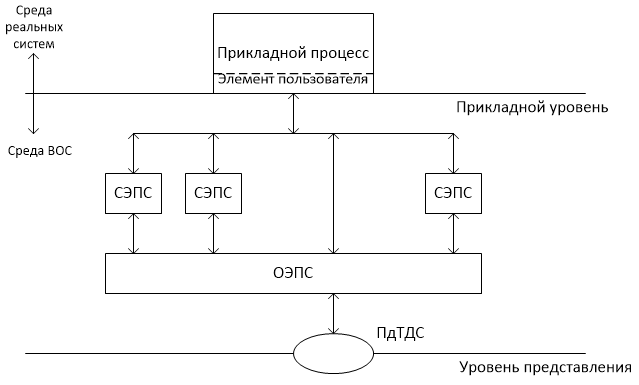 Среда
реальных
систем
Прикладной процесс
Элемент пользователя
Прикладной уровень
Среда ВОС
СЭПС
СЭПС
СЭПС
ОЭПС
ПдТДС
Уровень представления